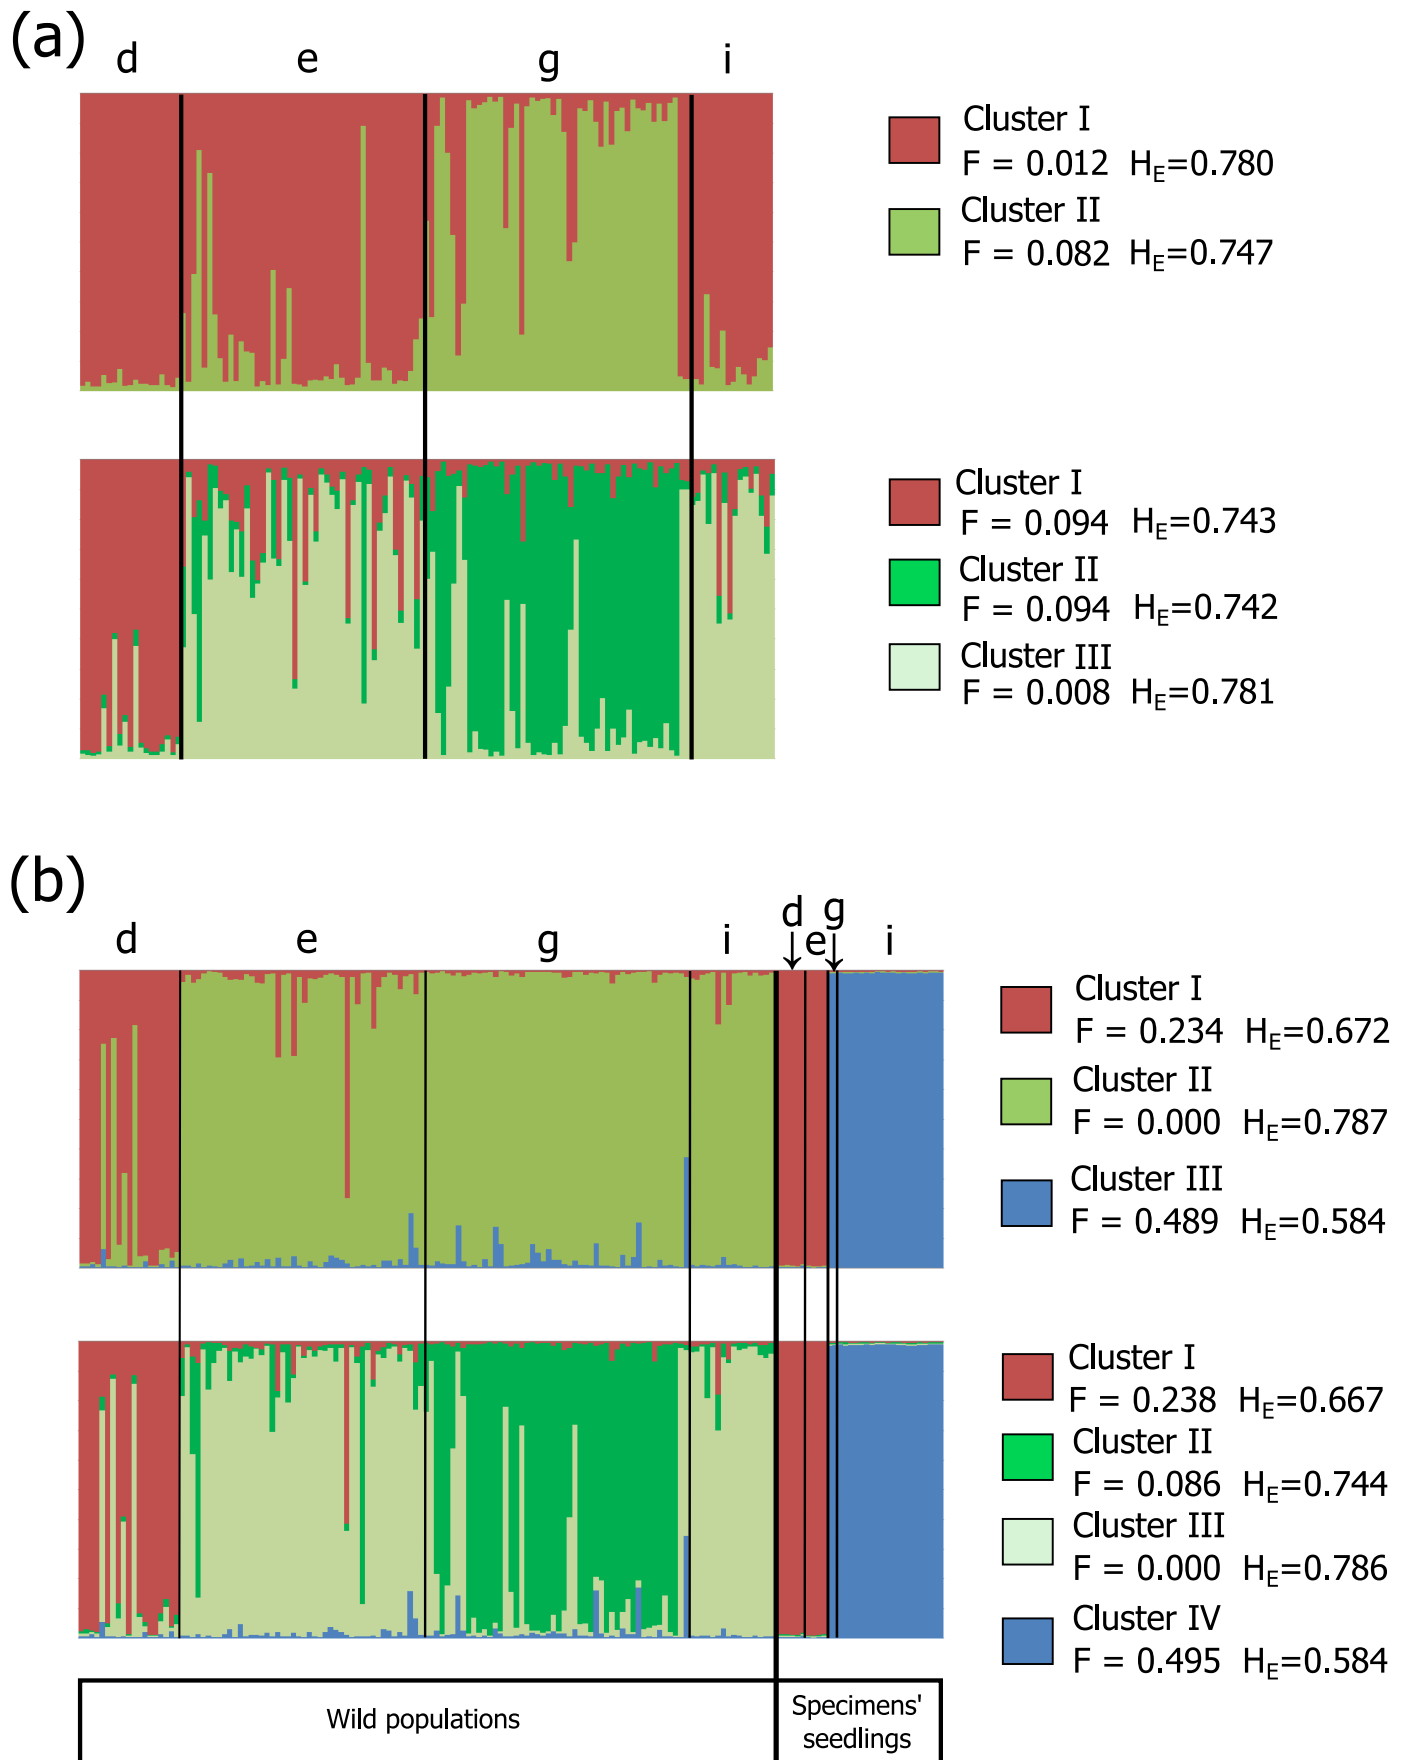 (a)
d e g i
Cluster I
F = 0.012 HE=0.780
Cluster II
F = 0.082 HE=0.747
Cluster I
F = 0.094 HE=0.743
Cluster II
F = 0.094 HE=0.742
Cluster III
F = 0.008 HE=0.781
(b)
d e g i d e g i
Cluster I
F = 0.234 HE=0.672
Cluster II
F = 0.000 HE=0.787
Cluster III
F = 0.489 HE=0.584
Cluster I
F = 0.238 HE=0.667
Cluster II
F = 0.086 HE=0.744
Cluster III
F = 0.000 HE=0.786
Cluster IV
F = 0.495 HE=0.584
Wild populations
Specimens'
seedlings